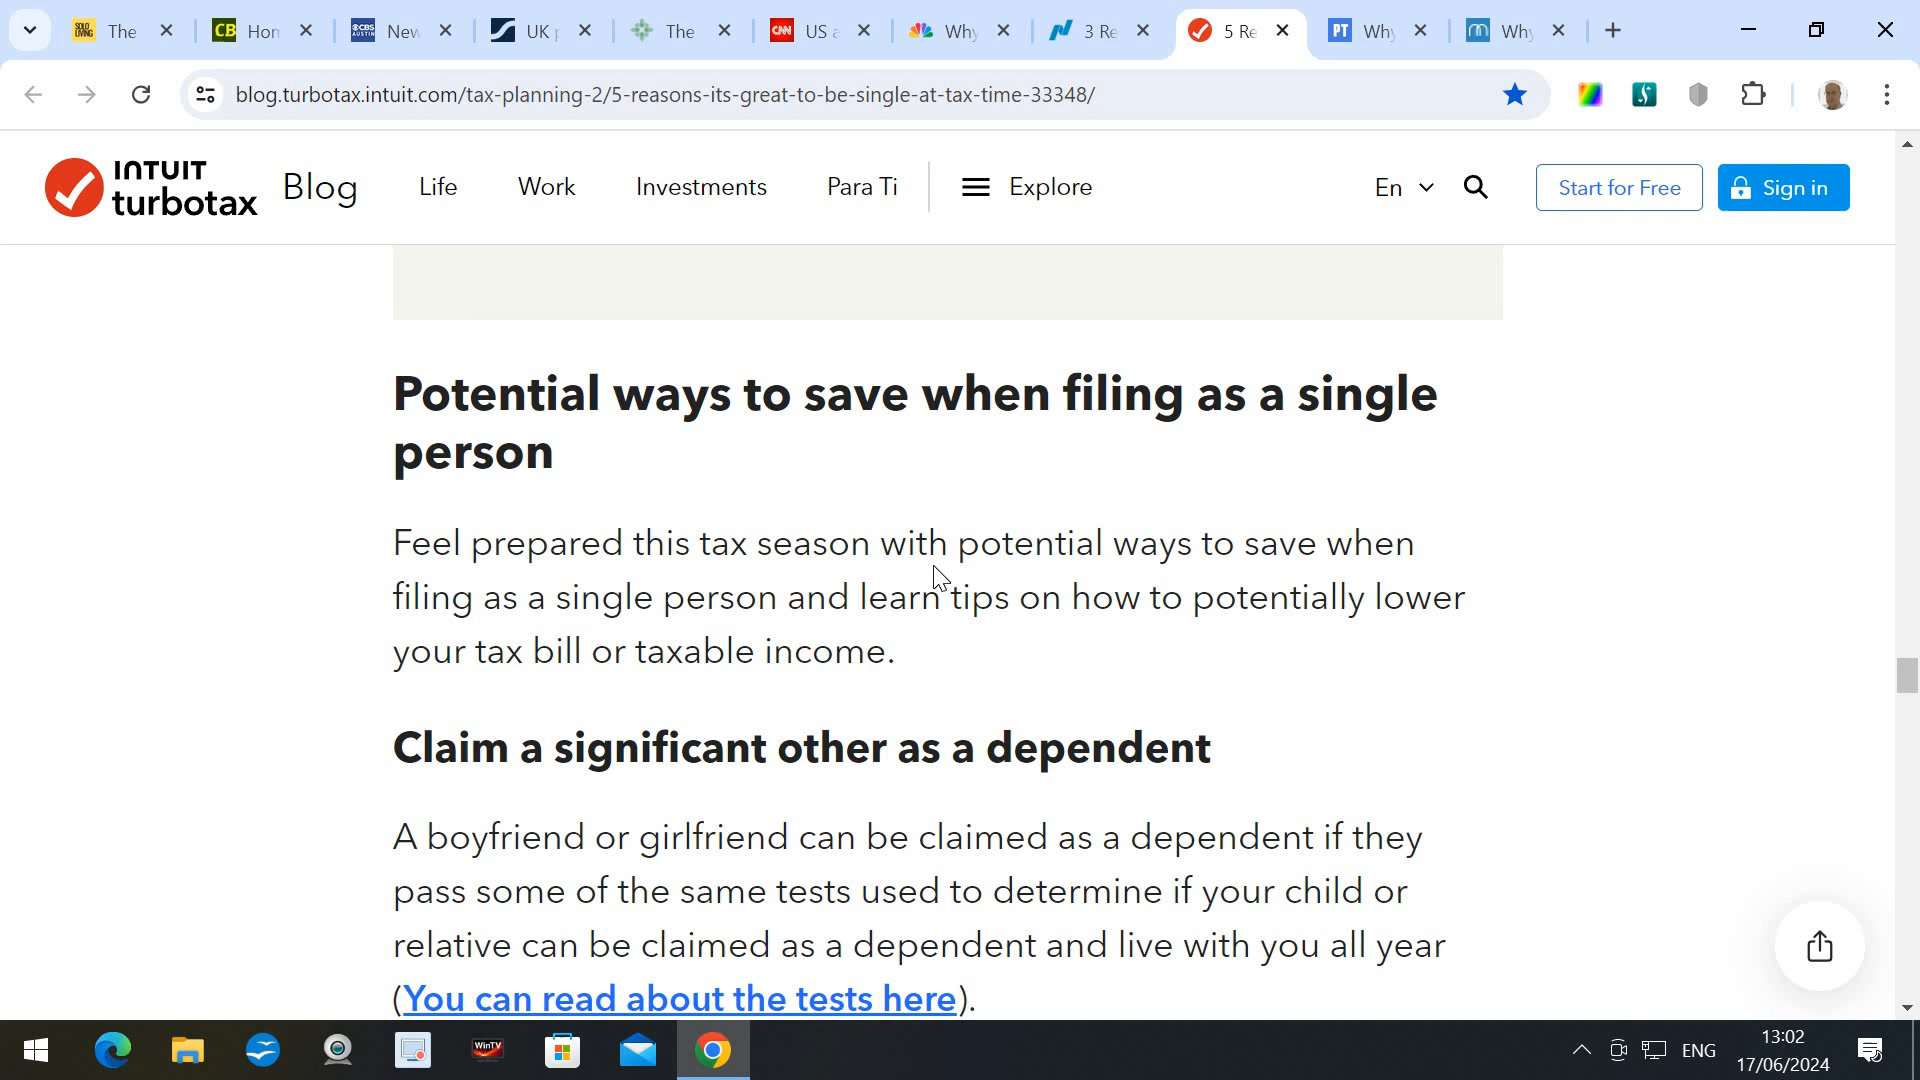 The
CB
Hon
CBS
AUSTIN
New
UK p
The
CNN
US a
Why
3 Re
5 Re
PT
Why
Why
blog.turbotax.intuit.com/tax-planning-2/5-reasons-its-great-to-be-single-at-tax-time-33348/
INTUIT
turbotax
Blog
Life
Work
Investments
Para Ti
Explore
En
Start for Free
Sign in
Potential ways to save when filing as a single
person
Feel prepared this tax season with potential ways to save when
filing as a single person and learn tips on how to potentially lower
your tax bill or taxable income.
Claim a significant other as a dependent
A boyfriend or girlfriend can be claimed as a dependent if they
pass some of the same tests used to determine if your child or
relative can be claimed as a dependent and live with you all year
(You can read about the tests here).
WinTV
ENG
13:02
17/06/2024